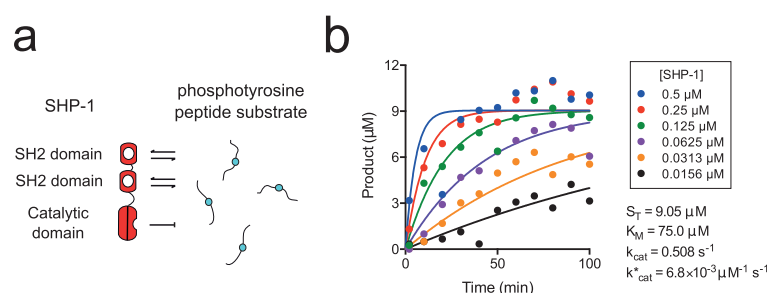 a
SHP-1
phosphotyrosine
peptide substrate
SH2 domain
SH2 domain
Catalytic
domain
b
12
9
6
3
0
Product (μM)
0
50
100
Time (min)
[SHP-1]
0.5 μM
0.25 μM
0.125 μM
0.0625 μM
0.0313 μM
0.0156 μM
S_T = 9.05 μM
K_M = 75.0 μM
k_cat = 0.508 s⁻¹
k*_cat = 6.8×10⁻³ μM⁻¹ s⁻¹